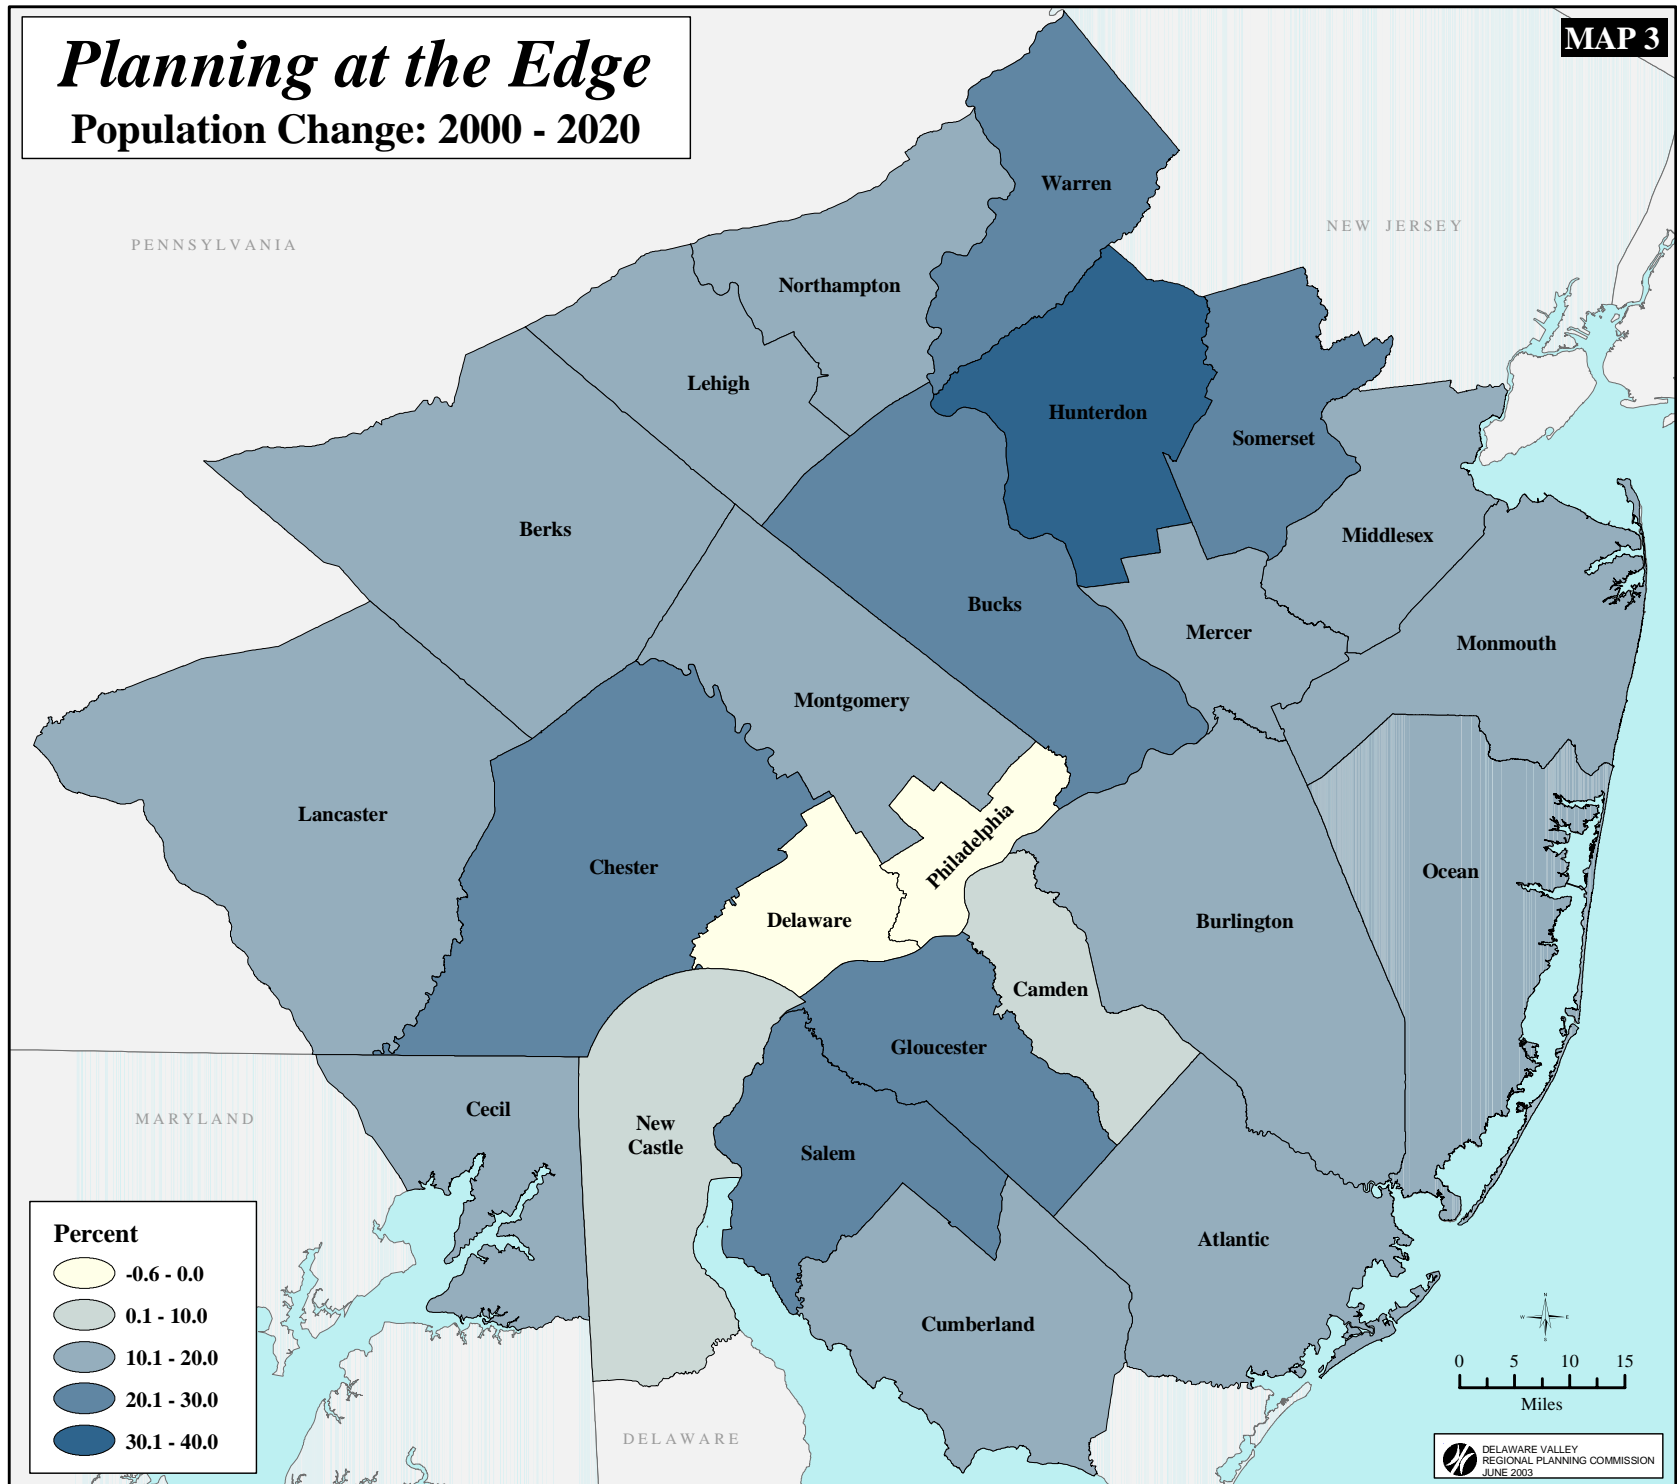 Planning at the Edge
Population Change: 2000 - 2020
MAP 3
PENNSYLVANIA
NEW JERSEY
Warren
Northampton
Lehigh
Hunterdon
Somerset
Berks
Middlesex
Bucks
Mercer
Monmouth
Montgomery
Lancaster
Chester
Philadelphia
Ocean
Delaware
Burlington
Camden
Gloucester
MARYLAND
Cecil
New
Castle
Salem
Atlantic
Cumberland
DELAWARE
Percent
-0.6 - 0.0
0.1 - 10.0
10.1 - 20.0
20.1 - 30.0
30.1 - 40.0
N
W E
S
0 5 10 15
Miles
DELAWARE VALLEY
REGIONAL PLANNING COMMISSION
JUNE 2003